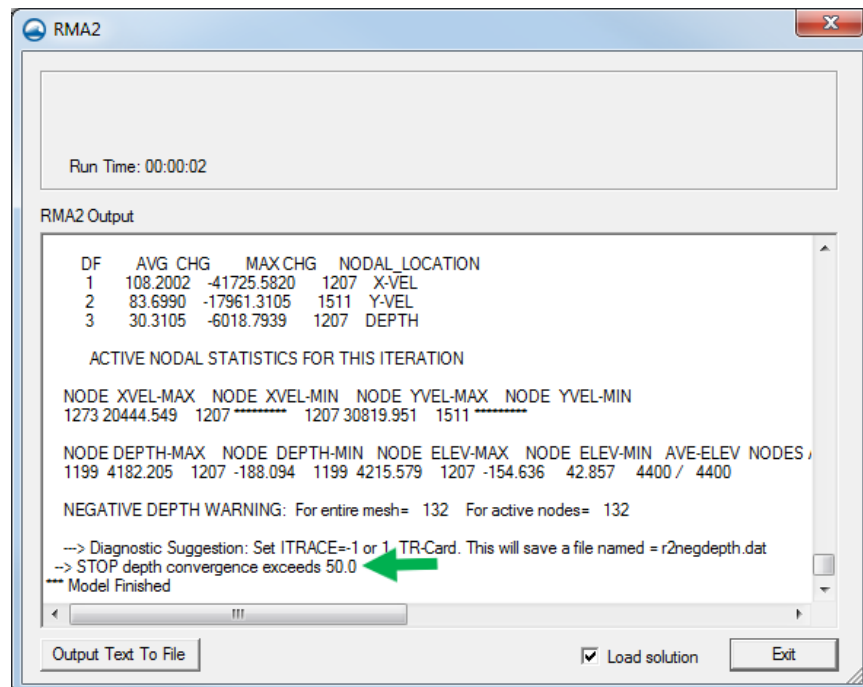 RMA2
Run Time: 00:00:02
RMA2 Output
DF AVG CHG MAX CHG NODAL_LOCATION
1 108.2002 -41725.5820 1207 X-VEL
2 83.6990 -17961.3105 1511 Y-VEL
3 30.3105 -6018.7939 1207 DEPTH
ACTIVE NODAL STATISTICS FOR THIS ITERATION
NODE XVEL-MAX NODE XVEL-MIN NODE YVEL-MAX NODE YVEL-MIN
1273 20444.549 1207 ********* 1207 30819.951 1511 *********
NODE DEPTH-MAX NODE DEPTH-MIN NODE ELEV-MAX NODE ELEV-MIN AVE-ELEV NODES /
1199 4182.205 1207 -188.094 1199 4215.579 1207 -154.636 42.857 4400 / 4400
NEGATIVE DEPTH WARNING: For entire mesh= 132 For active nodes= 132
---> Diagnostic Suggestion: Set ITRACE=-1 or 1, TR-Card. This will save a file named = r2negdepth.dat
--> STOP depth convergence exceeds 50.0
*** Model Finished
Output Text To File
Load solution
Exit